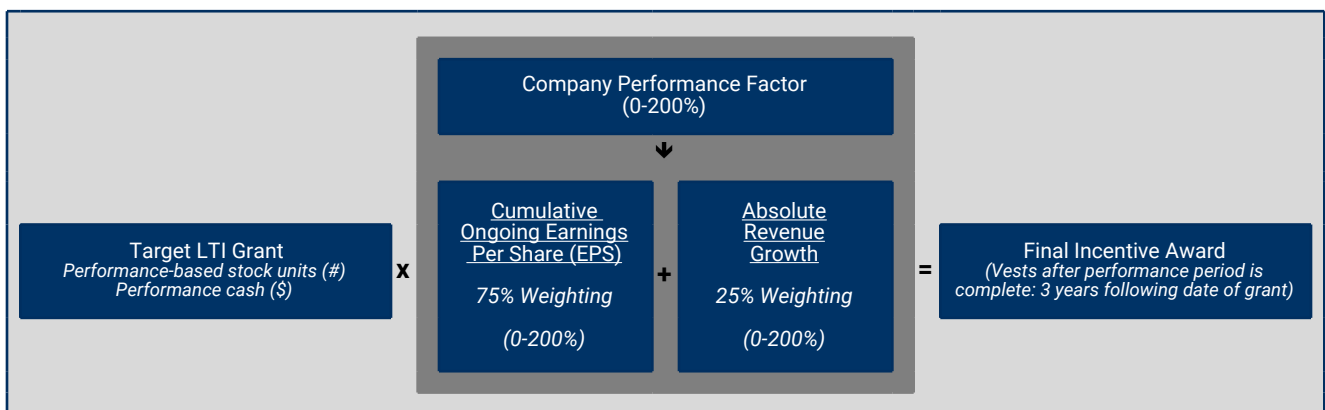 Company Performance Factor
(0-200%)
Target LTI Grant
Performance-based stock units (#)
Performance cash ($)
x
Cumulative
Ongoing Earnings
Per Share (EPS)
75% Weighting
(0-200%)
+
Absolute
Revenue
Growth
25% Weighting
(0-200%)
=
Final Incentive Award
(Vests after performance period is
complete: 3 years following date of grant)